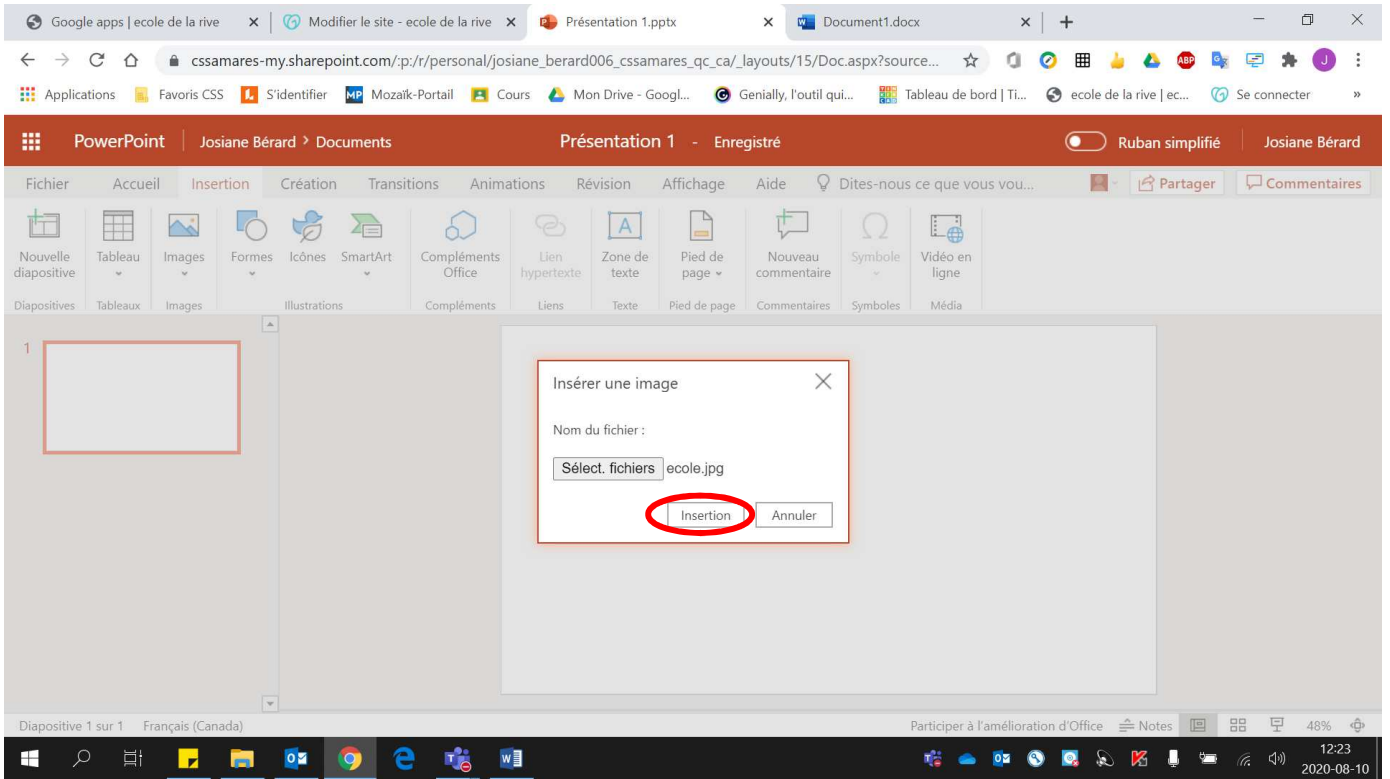 Google apps | ecole de la rive
Modifier le site - ecole de la rive
Présentation 1.pptx
Document1.docx
cssamares-my.sharepoint.com/:p:/r/personal/josiane_berard006_cssamares_qc_ca/_layouts/15/Doc.aspx?source...
ABP
J
Applications
Favoris CSS
S'identifier
MP Mozaïk-Portail
Cours
Mon Drive - Googl...
Genially, l'outil qui...
Tableau de bord | Ti...
ecole de la rive | ec...
Se connecter
»
PowerPoint
Josiane Bérard > Documents
Présentation 1 - Enregistré
Ruban simplifié
Josiane Bérard
Fichier
Accueil
Insertion
Création
Transitions
Animations
Révision
Affichage
Aide
Dites-nous ce que vous vou...
Partager
Commentaires
Nouvelle
diapositive
Tableau
Images
Formes
Icônes
SmartArt
Compléments
Office
Lien
hypertexte
Zone de
texte
Pied de
page
Nouveau
commentaire
Symbole
Vidéo en
ligne
Diapositives
Tableaux
Images
Illustrations
Compléments
Liens
Texte
Pied de page
Commentaires
Symboles
Média
1
Insérer une image
Nom du fichier :
Sélect. fichiers ecole.jpg
Insertion
Annuler
Diapositive 1 sur 1
Français (Canada)
Participer à l'amélioration d'Office
Notes
48%
12:23
2020-08-10